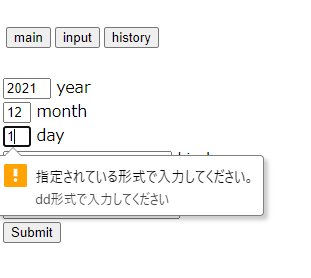 main input history
2021 year
12 month
1 day
指定されている形式で入力してください。
dd形式で入力してください
Submit